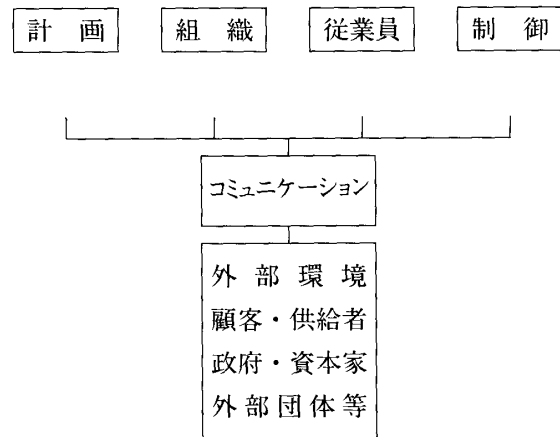 計画 組織 従業員 制御
コミュニケーション
外部環境
顧客・供給者
政府・資本家
外部団体等